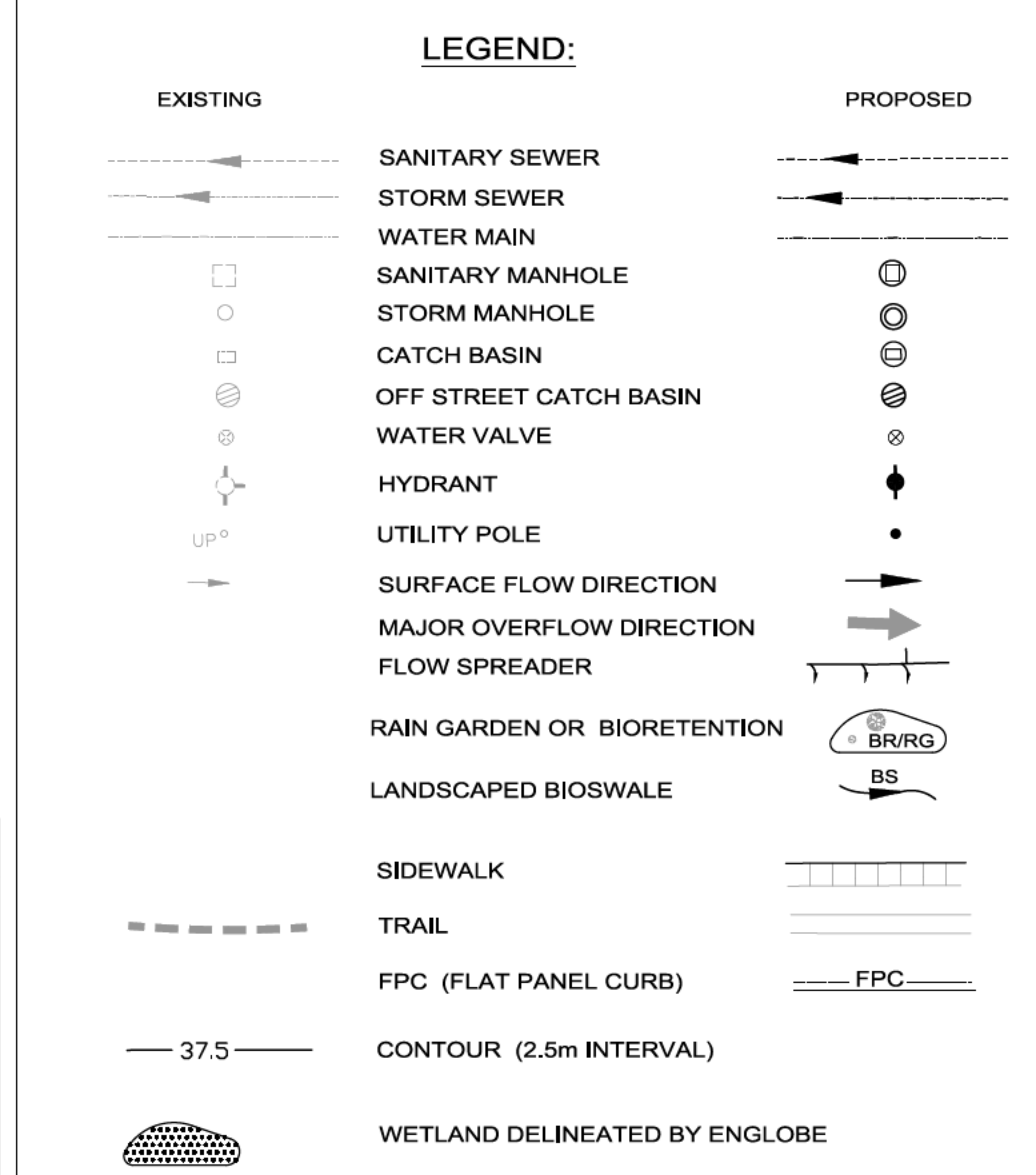 LEGEND:
EXISTING PROPOSED
SANITARY SEWER
STORM SEWER
WATER MAIN
SANITARY MANHOLE
STORM MANHOLE
CATCH BASIN
OFF STREET CATCH BASIN
WATER VALVE
HYDRANT
UP UTILITY POLE
SURFACE FLOW DIRECTION
MAJOR OVERFLOW DIRECTION
FLOW SPREADER
RAIN GARDEN OR BIORETENTION BR/RG
LANDSCAPED BIOSWALE BS
SIDEWALK
TRAIL
FPC (FLAT PANEL CURB) FPC
37.5 CONTOUR (2.5m INTERVAL)
WETLAND DELINEATED BY ENGLOBE